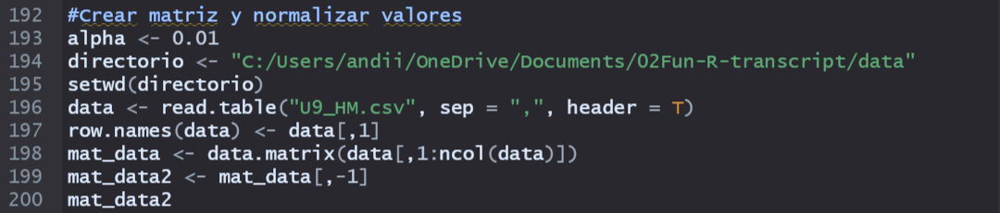 192 #Crear matriz y normalizar valores
193 alpha <- 0.01
194 directorio <- "C:/Users/andii/OneDrive/Documents/02Fun-R-transcript/data"
195 setwd(directorio)
196 data <- read.table("U9_HM.csv", sep = ",", header = T)
197 row.names(data) <- data[,1]
198 mat_data <- data.matrix(data[,1:ncol(data)])
199 mat_data2 <- mat_data[,-1]
200 mat_data2